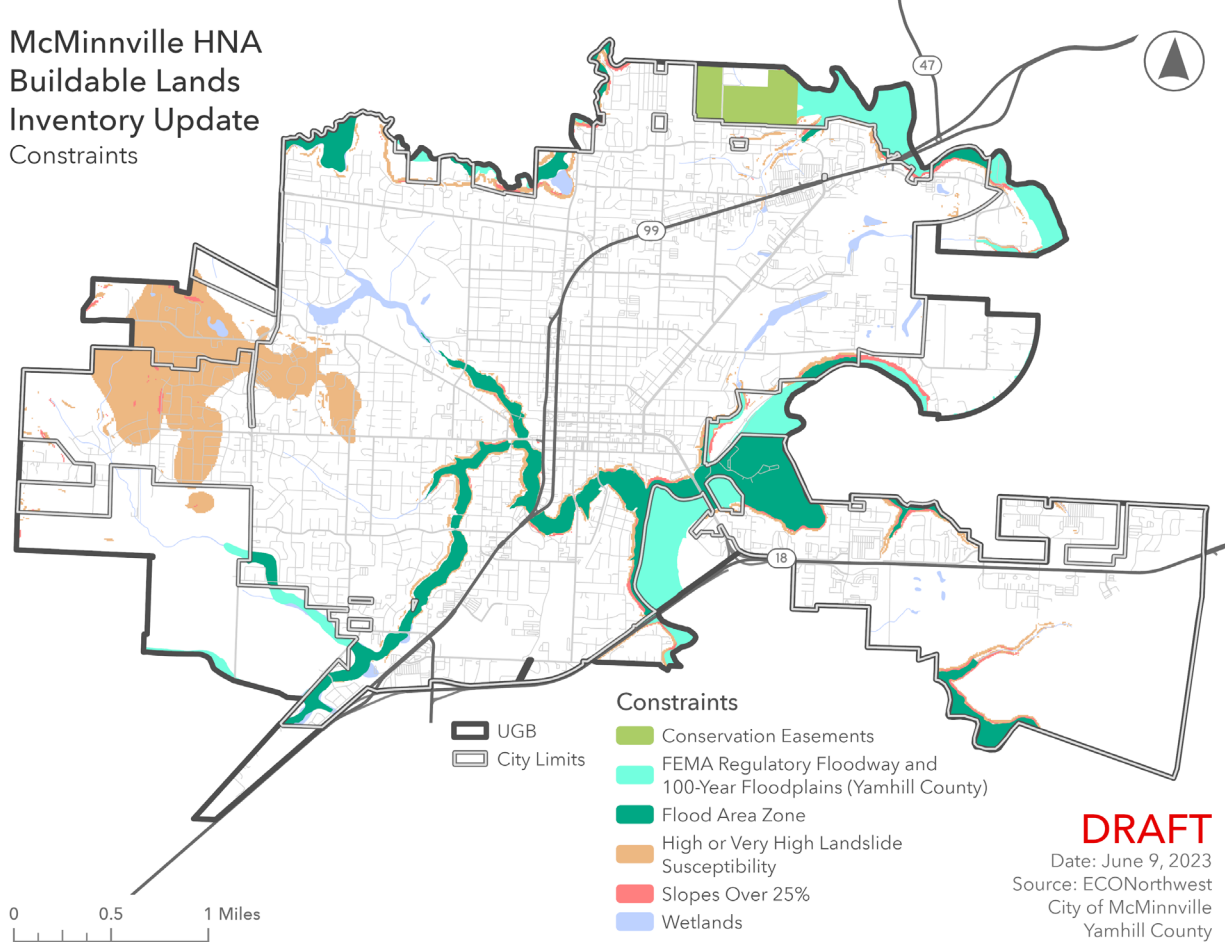 McMinnville HNA
Buildable Lands
Inventory Update
Constraints
47
99
18
UGB
City Limits
Constraints
Conservation Easements
FEMA Regulatory Floodway and
100-Year Floodplains (Yamhill County)
Flood Area Zone
High or Very High Landslide
Susceptibility
Slopes Over 25%
Wetlands
DRAFT
Date: June 9, 2023
Source: ECONorthwest
City of McMinnville
Yamhill County
0 0.5 1 Miles